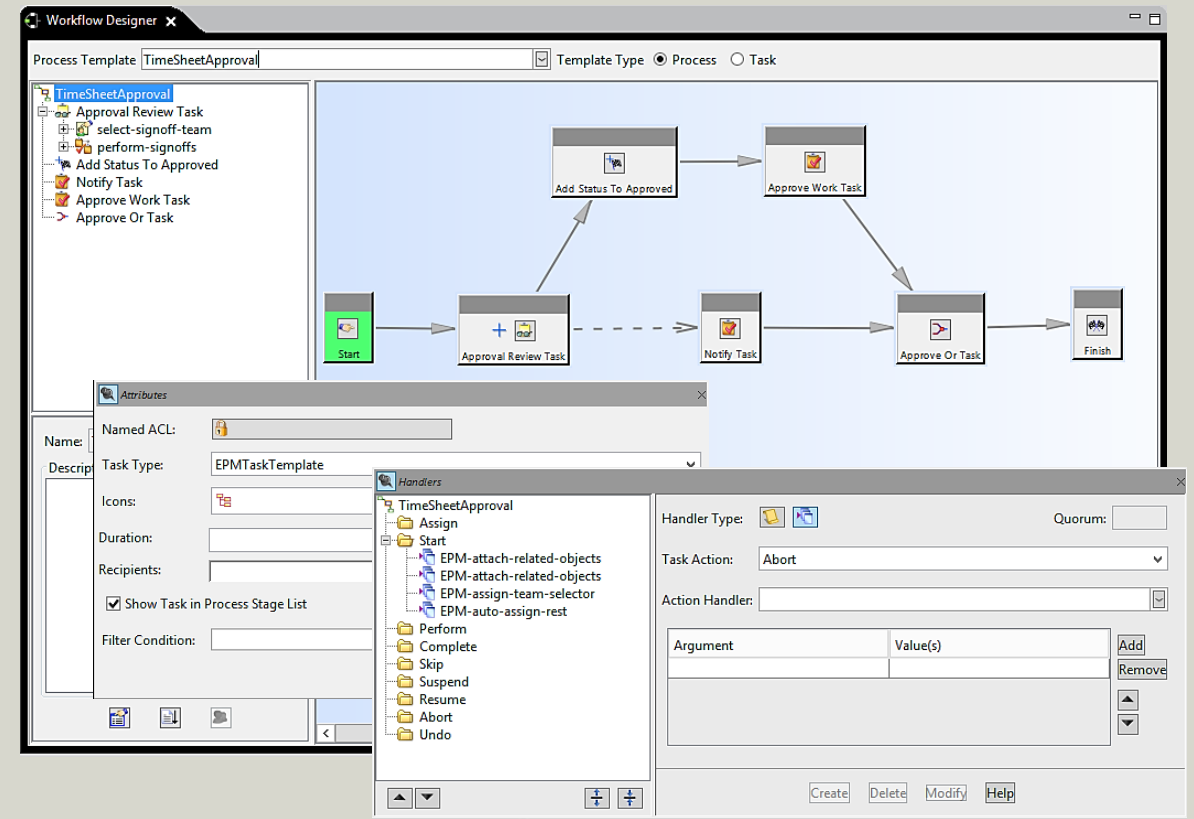 Workflow Designer
Process Template TimeSheetApproval Template Type Process Task
TimeSheetApproval
Approval Review Task
select-signoff-team
perform-signoffs
Add Status To Approved
Notify Task
Approve Work Task
Approve Or Task
Add Status To Approved
Approve Work Task
Start
Approval Review Task
Notify Task
Approve Or Task
Finish
Name:
Attributes
Named ACL:
Task Type: EPMTaskTemplate
Icons:
Duration:
Recipients:
Show Task in Process Stage List
Filter Condition:
Handlers
TimeSheetApproval
Assign
Start
EPM-attach-related-objects
EPM-attach-related-objects
EPM-assign-team-selector
EPM-auto-assign-rest
Perform
Complete
Skip
Suspend
Resume
Abort
Undo
Handler Type: Quorum:
Task Action: Abort
Action Handler:
Argument Value(s)
Add
Remove
Create Delete Modify Help